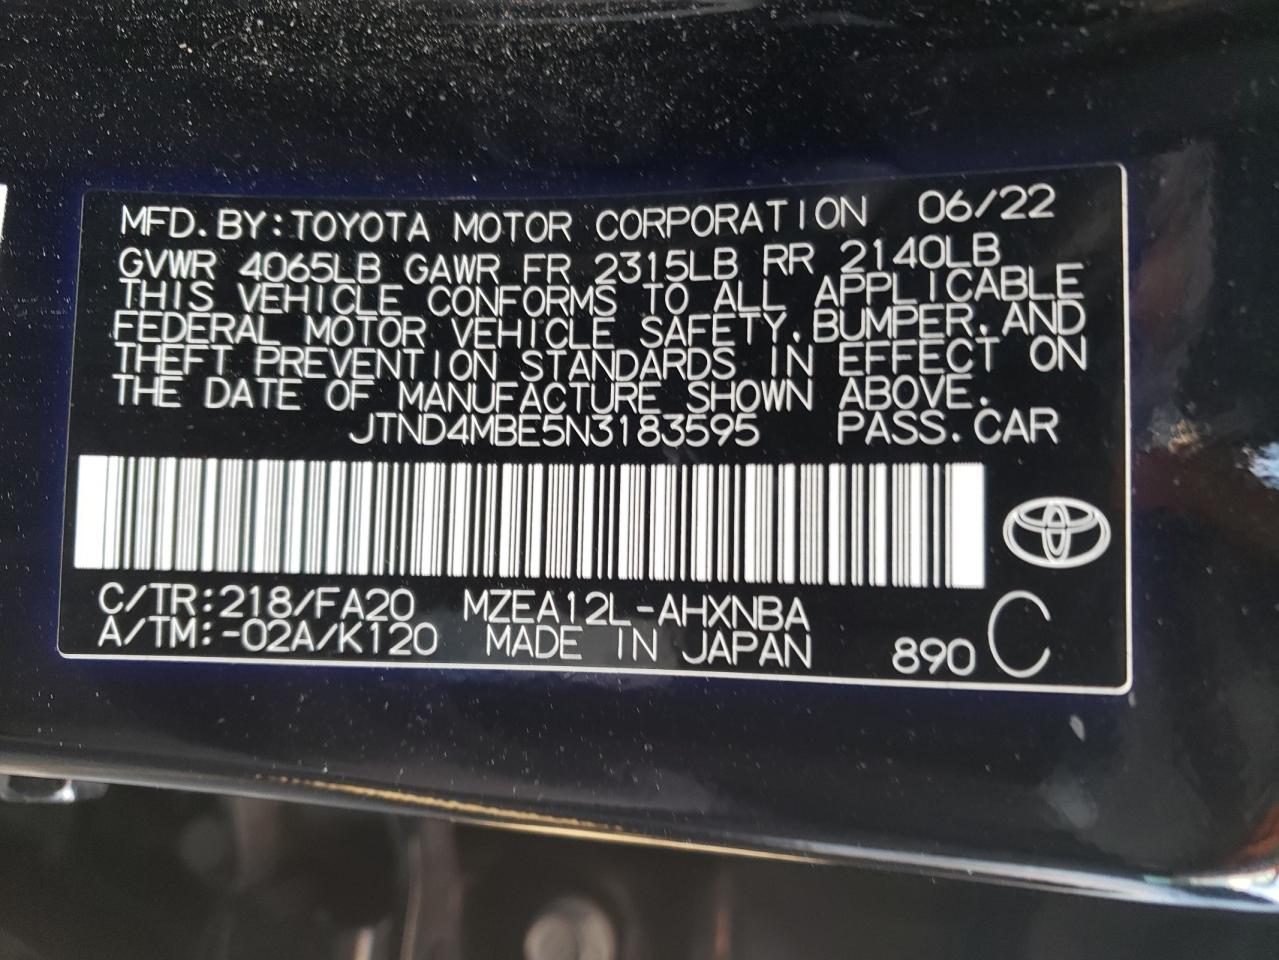 MFD. BY: TOYOTA MOTOR CORPORATION 06/22
GVWR 4065LB GAWR FR 2315LB RR 2140LB
THIS VEHICLE CONFORMS TO ALL APPLICABLE
FEDERAL MOTOR VEHICLE SAFETY, BUMPER, AND
THEFT PREVENTION STANDARDS IN EFFECT ON
THE DATE OF MANUFACTURE SHOWN ABOVE.
JTND4MBE5N3183595 PASS. CAR
C/TR:218/FA20 MZEA12L-AHXNBA
A/TM:-02A/K120 MADE IN JAPAN 890 C